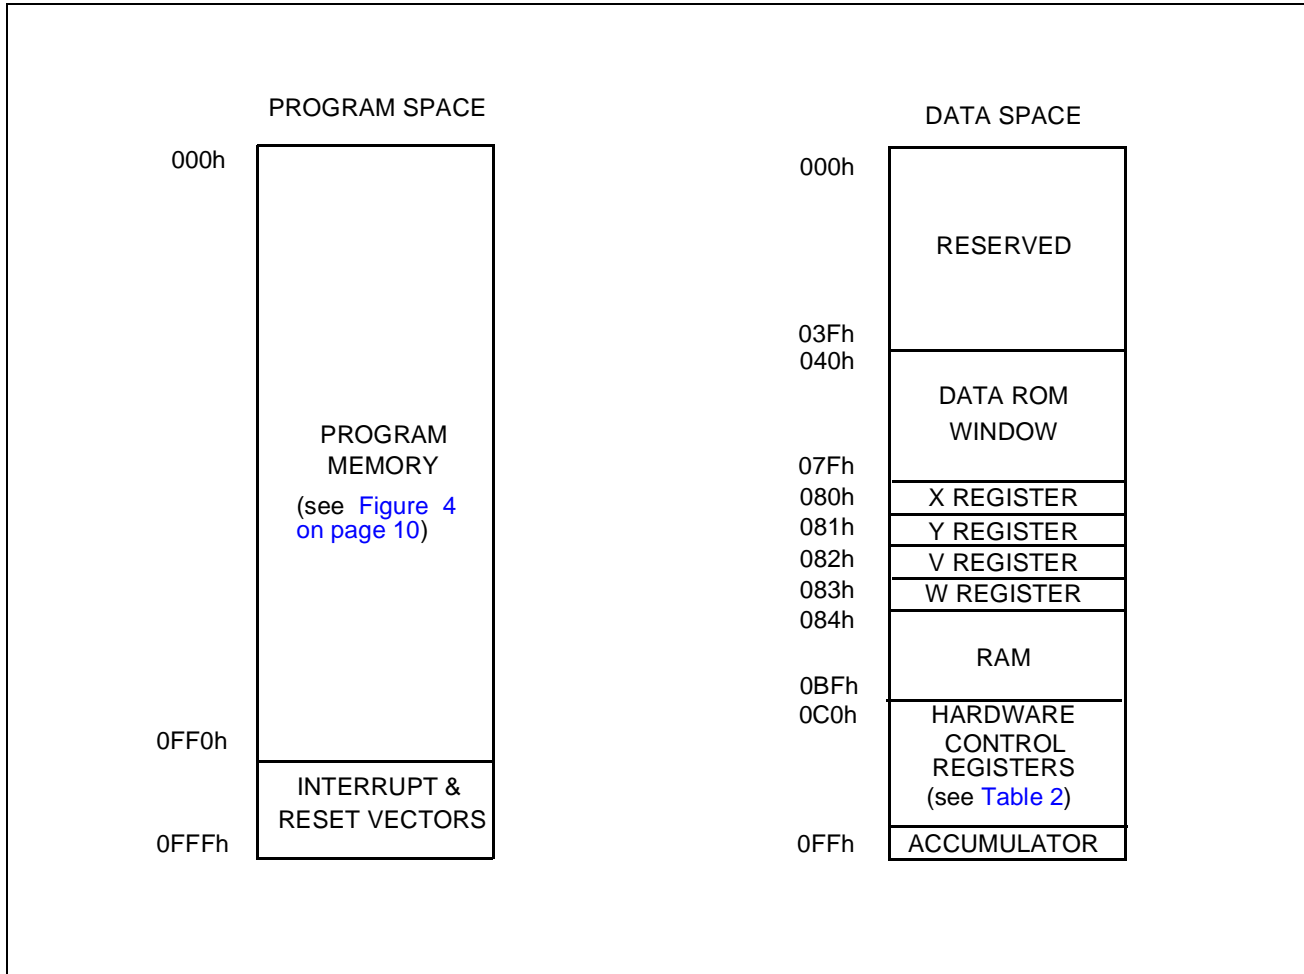 PROGRAM SPACE
000h
PROGRAM
MEMORY
(see Figure 4
on page 10)
0FF0h
INTERRUPT &
RESET VECTORS
0FFFh
DATA SPACE
000h
RESERVED
03Fh
040h
DATA ROM
WINDOW
07Fh
080h X REGISTER
081h Y REGISTER
082h V REGISTER
083h W REGISTER
084h
RAM
0BFh
0C0h HARDWARE
CONTROL
REGISTERS
(see Table 2)
0FFh ACCUMULATOR